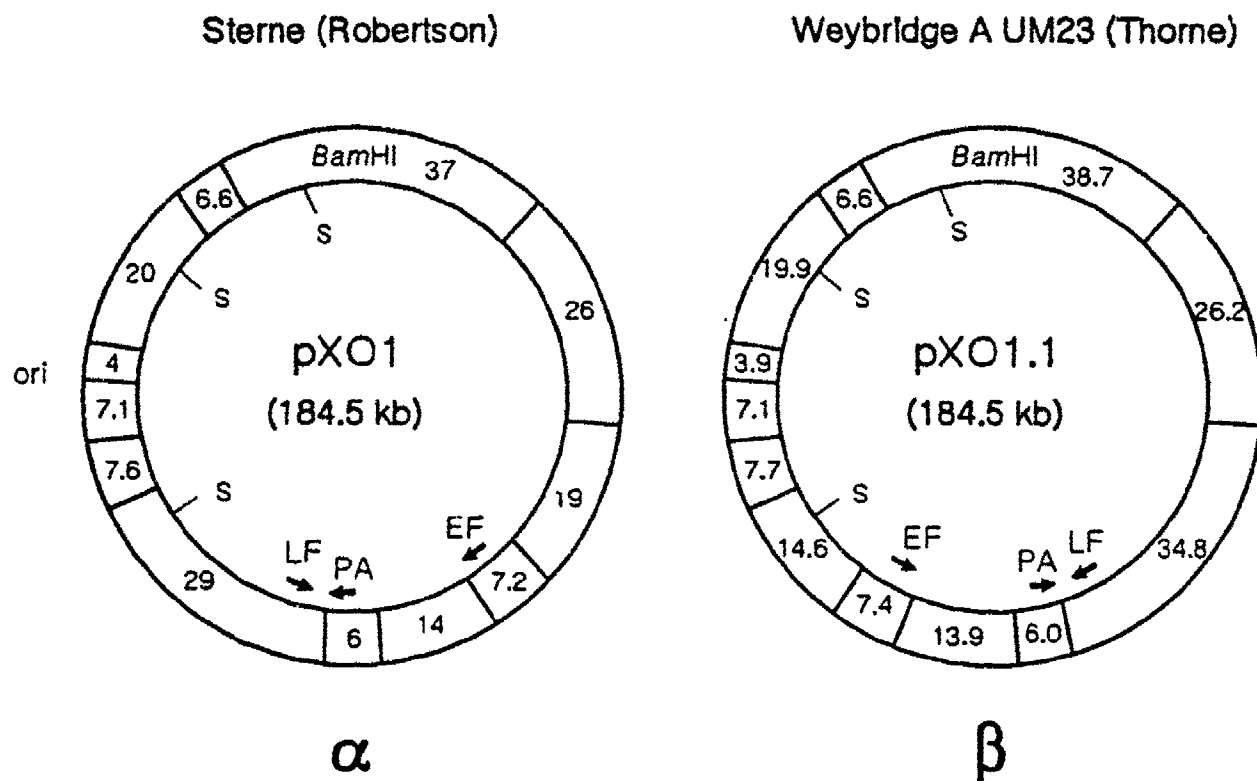 Sterne (Robertson)
Weybridge A UM23 (Thorne)
BamHI
37
6.6
S
20
S
26
ori
4
pXO1
7.1
(184.5 kb)
7.6
S
19
EF
LF
PA
29
7.2
14
6
α
BamHI
38.7
6.6
S
19.9
S
26.2
3.9
pXO1.1
7.1
(184.5 kb)
7.7
S
EF
LF
PA
14.6
34.8
7.4
13.9
6.0
β